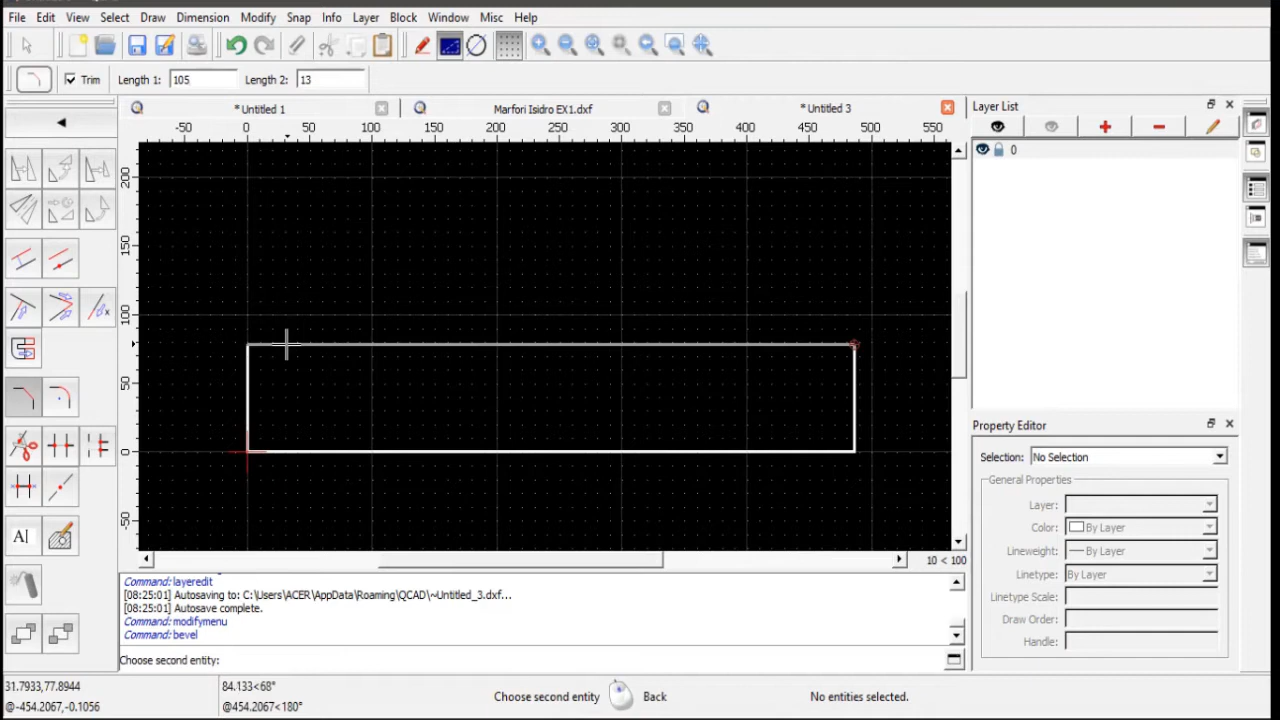 File Edit View Select Draw Dimension Modify Snap Info Layer Block Window Misc Help
Trim Length 1: 105 Length 2: 13
* Untitled 1 Marfori Isidro EX1.dxf * Untitled 3
-50 0 50 100 150 200 250 300 350 400 450 500 550
200
150
100
50
0
-50
10 < 100
Layer List
0
Property Editor
Selection: No Selection
General Properties
Layer:
Color: By Layer
Lineweight: By Layer
Linetype: By Layer
Linetype Scale:
Draw Order:
Handle:
A
Command: layeredit
[08:25:01] Autosaving to: C:\Users\ACER\AppData\Roaming\QCAD\~Untitled_3.dxf...
[08:25:01] Autosave complete.
Command: modifymenu
Command: bevel
Choose second entity:
31.7933,77.8944 84.133<68°
@-454.2067,-0.1056 @454.2067<180°
Choose second entity Back No entities selected.